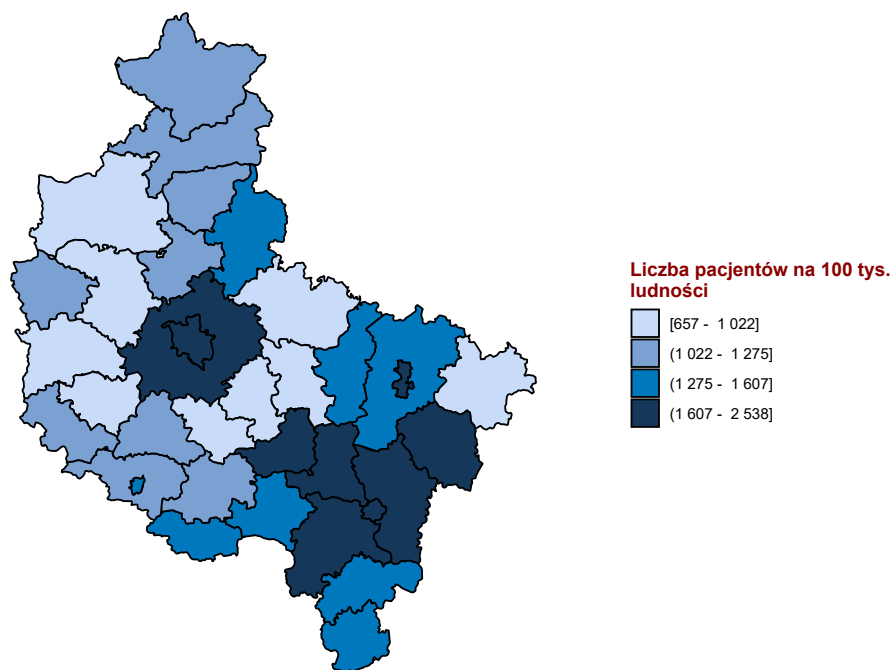 Liczba pacjentów na 100 tys.
ludności
[657 - 1 022]
(1 022 - 1 275]
(1 275 - 1 607]
(1 607 - 2 538]